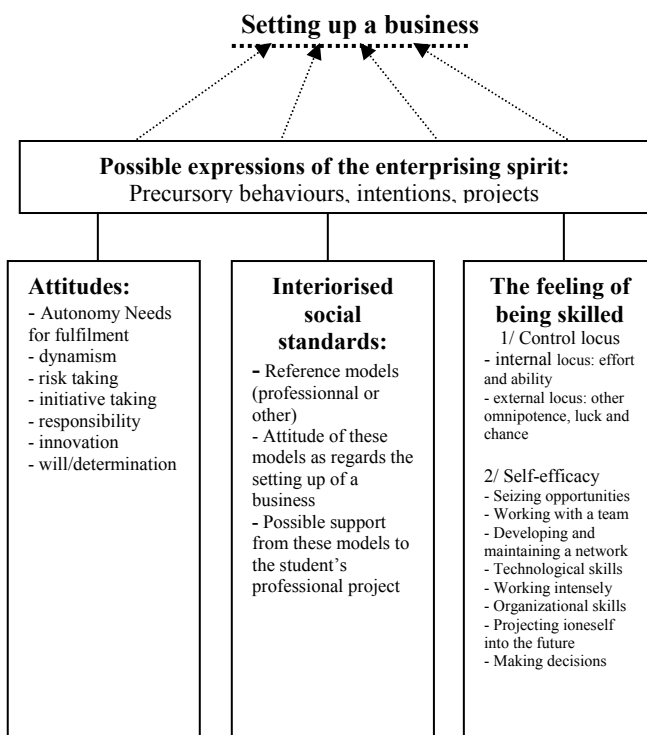 Setting up a business
Possible expressions of the enterprising spirit:
Precursory behaviours, intentions, projects
Attitudes:
- Autonomy Needs
for fulfilment
- dynamism
- risk taking
- initiative taking
- responsibility
- innovation
- will/determination
Interiorised
social
standards:
- Reference models
(professionnal or
other)
- Attitude of these
models as regards the
setting up of a
business
- Possible support
from these models to
the student’s
professional project
The feeling of
being skilled
1/ Control locus
- internal locus: effort
and ability
- external locus: other
omnipotence, luck and
chance
2/ Self-efficacy
- Seizing opportunities
- Working with a team
- Developing and
maintaining a network
- Technological skills
- Working intensely
- Organizational skills
- Projecting ioneself
into the future
- Making decisions